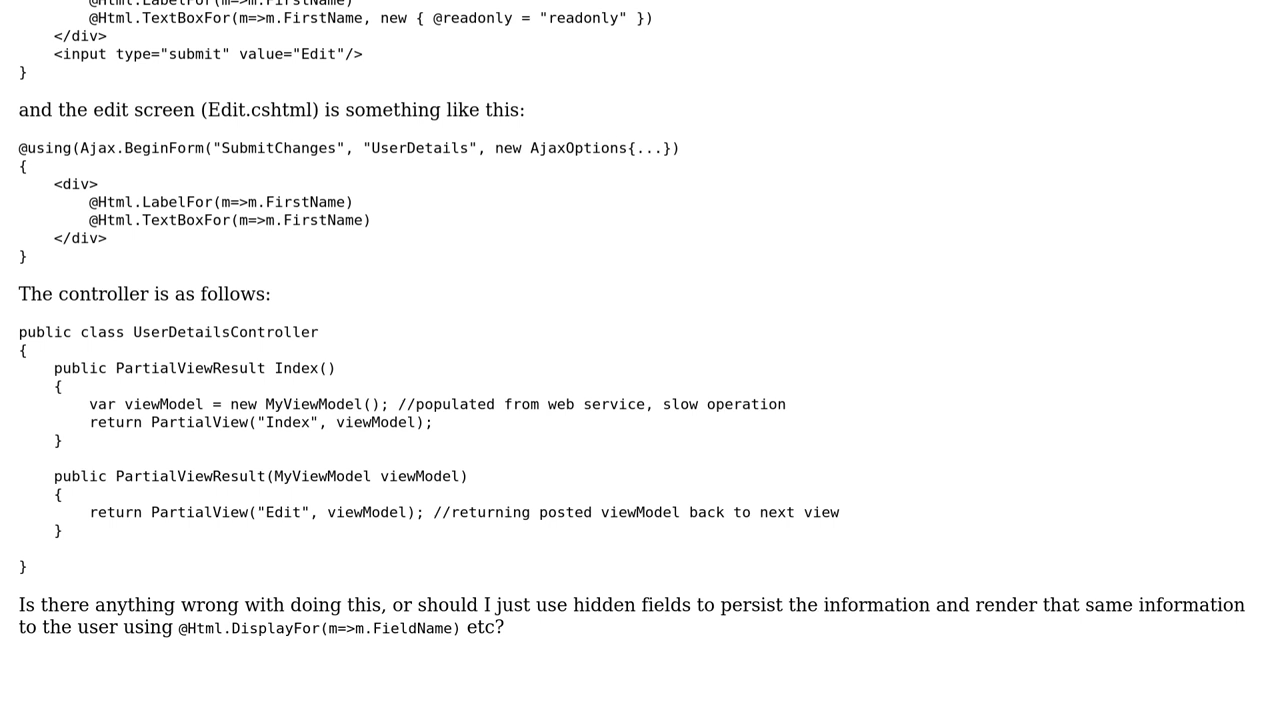 @Html.LabelFor(m=>m.FirstName)
        @Html.TextBoxFor(m=>m.FirstName, new { @readonly = "readonly" })
    </div>
    <input type="submit" value="Edit"/>
}
and the edit screen (Edit.cshtml) is something like this:
@using(Ajax.BeginForm("SubmitChanges", "UserDetails", new AjaxOptions{...})
{
    <div>
        @Html.LabelFor(m=>m.FirstName)
        @Html.TextBoxFor(m=>m.FirstName)
    </div>
}
The controller is as follows:
public class UserDetailsController
{
    public PartialViewResult Index()
    {
        var viewModel = new MyViewModel(); //populated from web service, slow operation
        return PartialView("Index", viewModel);
    }
    public PartialViewResult(MyViewModel viewModel)
    {
        return PartialView("Edit", viewModel); //returning posted viewModel back to next view
    }
}
Is there anything wrong with doing this, or should I just use hidden fields to persist the information and render that same information
to the user using @Html.DisplayFor(m=>m.FieldName) etc?